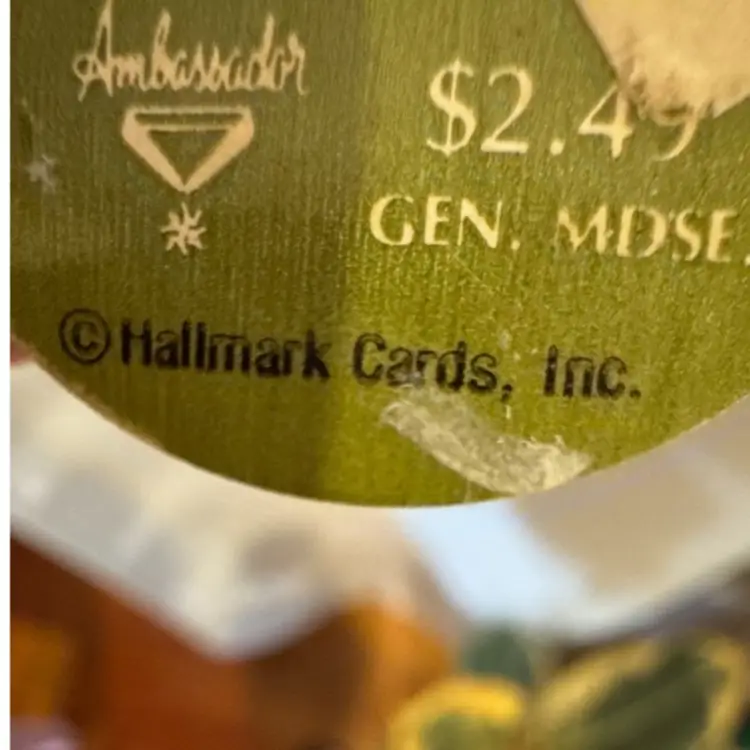 Ambassador
$2.49
GEN. MDSE.
© Hallmark Cards, Inc.